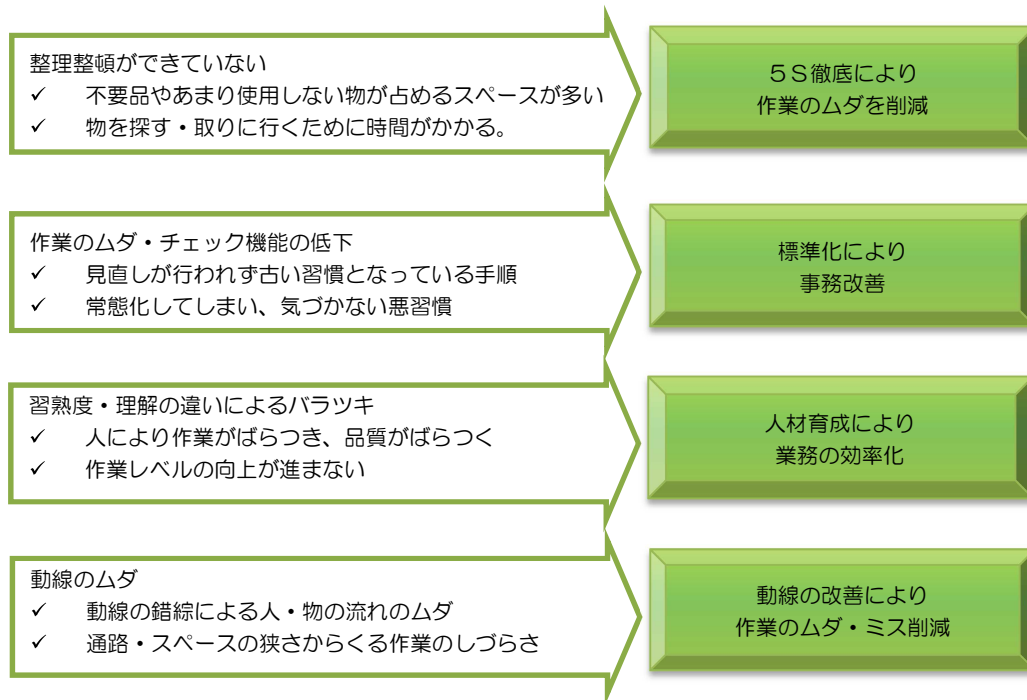 整理整頓ができていない
✓ 不要品やあまり使用しない物が占めるスペースが多い
✓ 物を探す・取りに行くために時間がかかる。
５Ｓ徹底により
作業のムダを削減
作業のムダ・チェック機能の低下
✓ 見直しが行われず古い習慣となっている手順
✓ 常態化してしまい、気づかない悪習慣
標準化により
事務改善
習熟度・理解の違いによるバラツキ
✓ 人により作業がばらつき、品質がばらつく
✓ 作業レベルの向上が進まない
人材育成により
業務の効率化
動線のムダ
✓ 動線の錯綜による人・物の流れのムダ
✓ 通路・スペースの狭さからくる作業のしづらさ
動線の改善により
作業のムダ・ミス削減